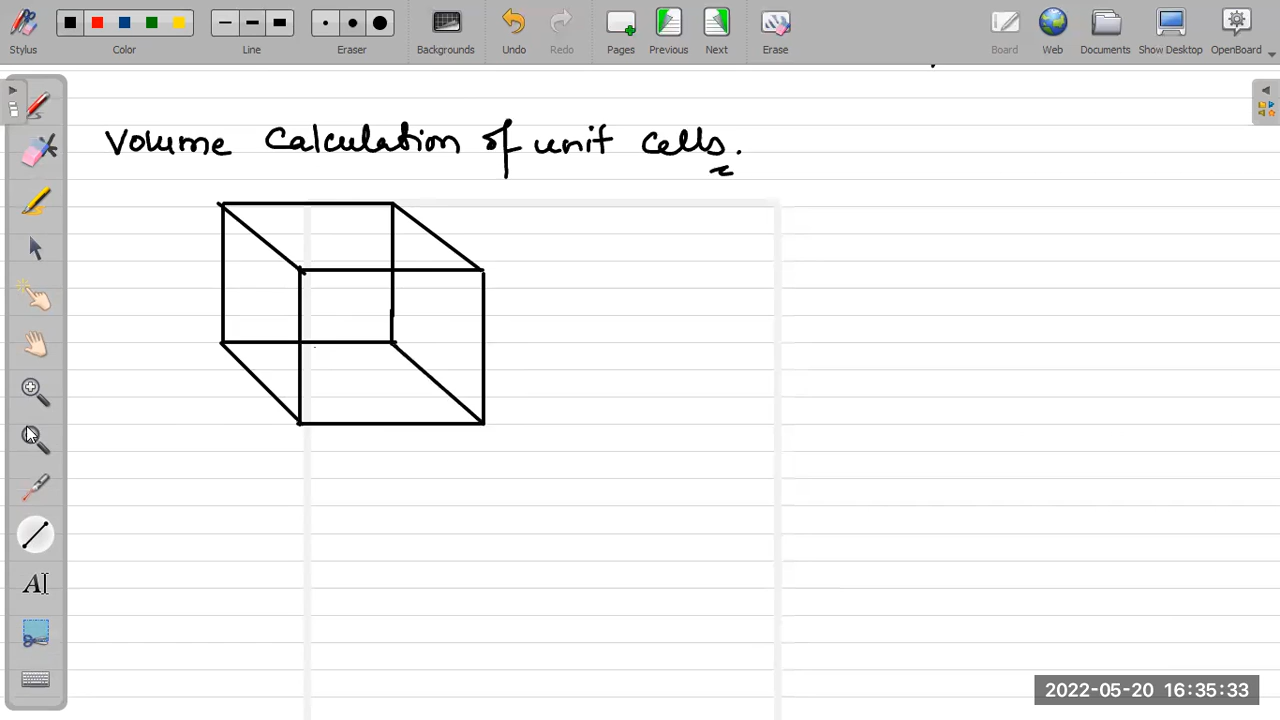 Stylus Color Line Eraser Backgrounds Undo Redo Pages Previous Next Erase Board Web Documents Show Desktop OpenBoard
Volume Calculation of unit cells.
A
2022-05-20 16:35:33